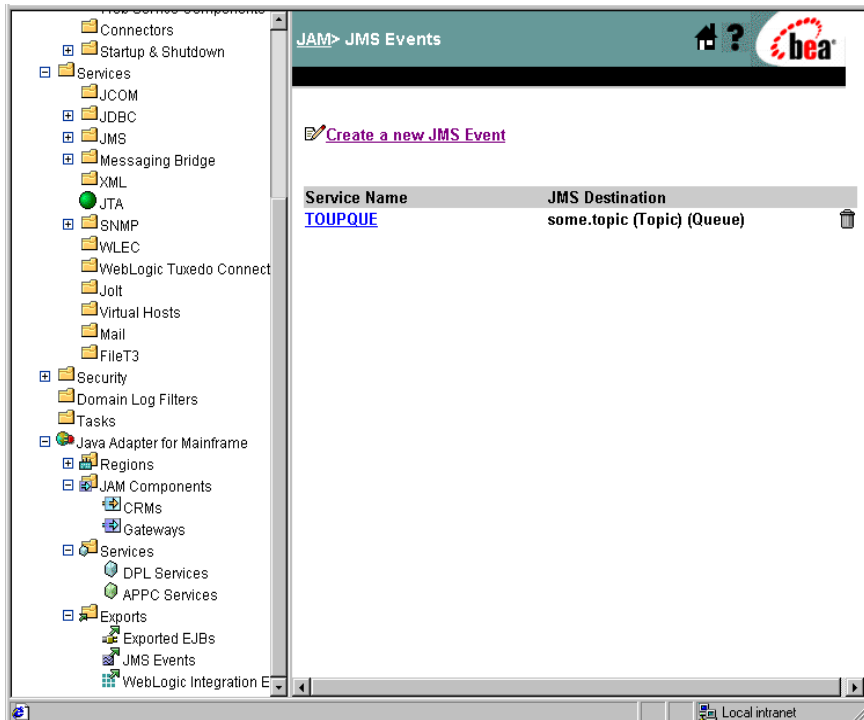 Web Service Components
Connectors
Startup & Shutdown
Services
JCOM
JDBC
JMS
Messaging Bridge
XML
JTA
SNMP
WLEC
WebLogic Tuxedo Connect
Jolt
Virtual Hosts
Mail
FileT3
Security
Domain Log Filters
Tasks
Java Adapter for Mainframe
Regions
JAM Components
CRMs
Gateways
Services
DPL Services
APPC Services
Exports
Exported EJBs
JMS Events
WebLogic Integration E
JAM> JMS Events
? bea
Create a new JMS Event
Service Name JMS Destination
TOUPQUE some.topic (Topic) (Queue)
Local intranet